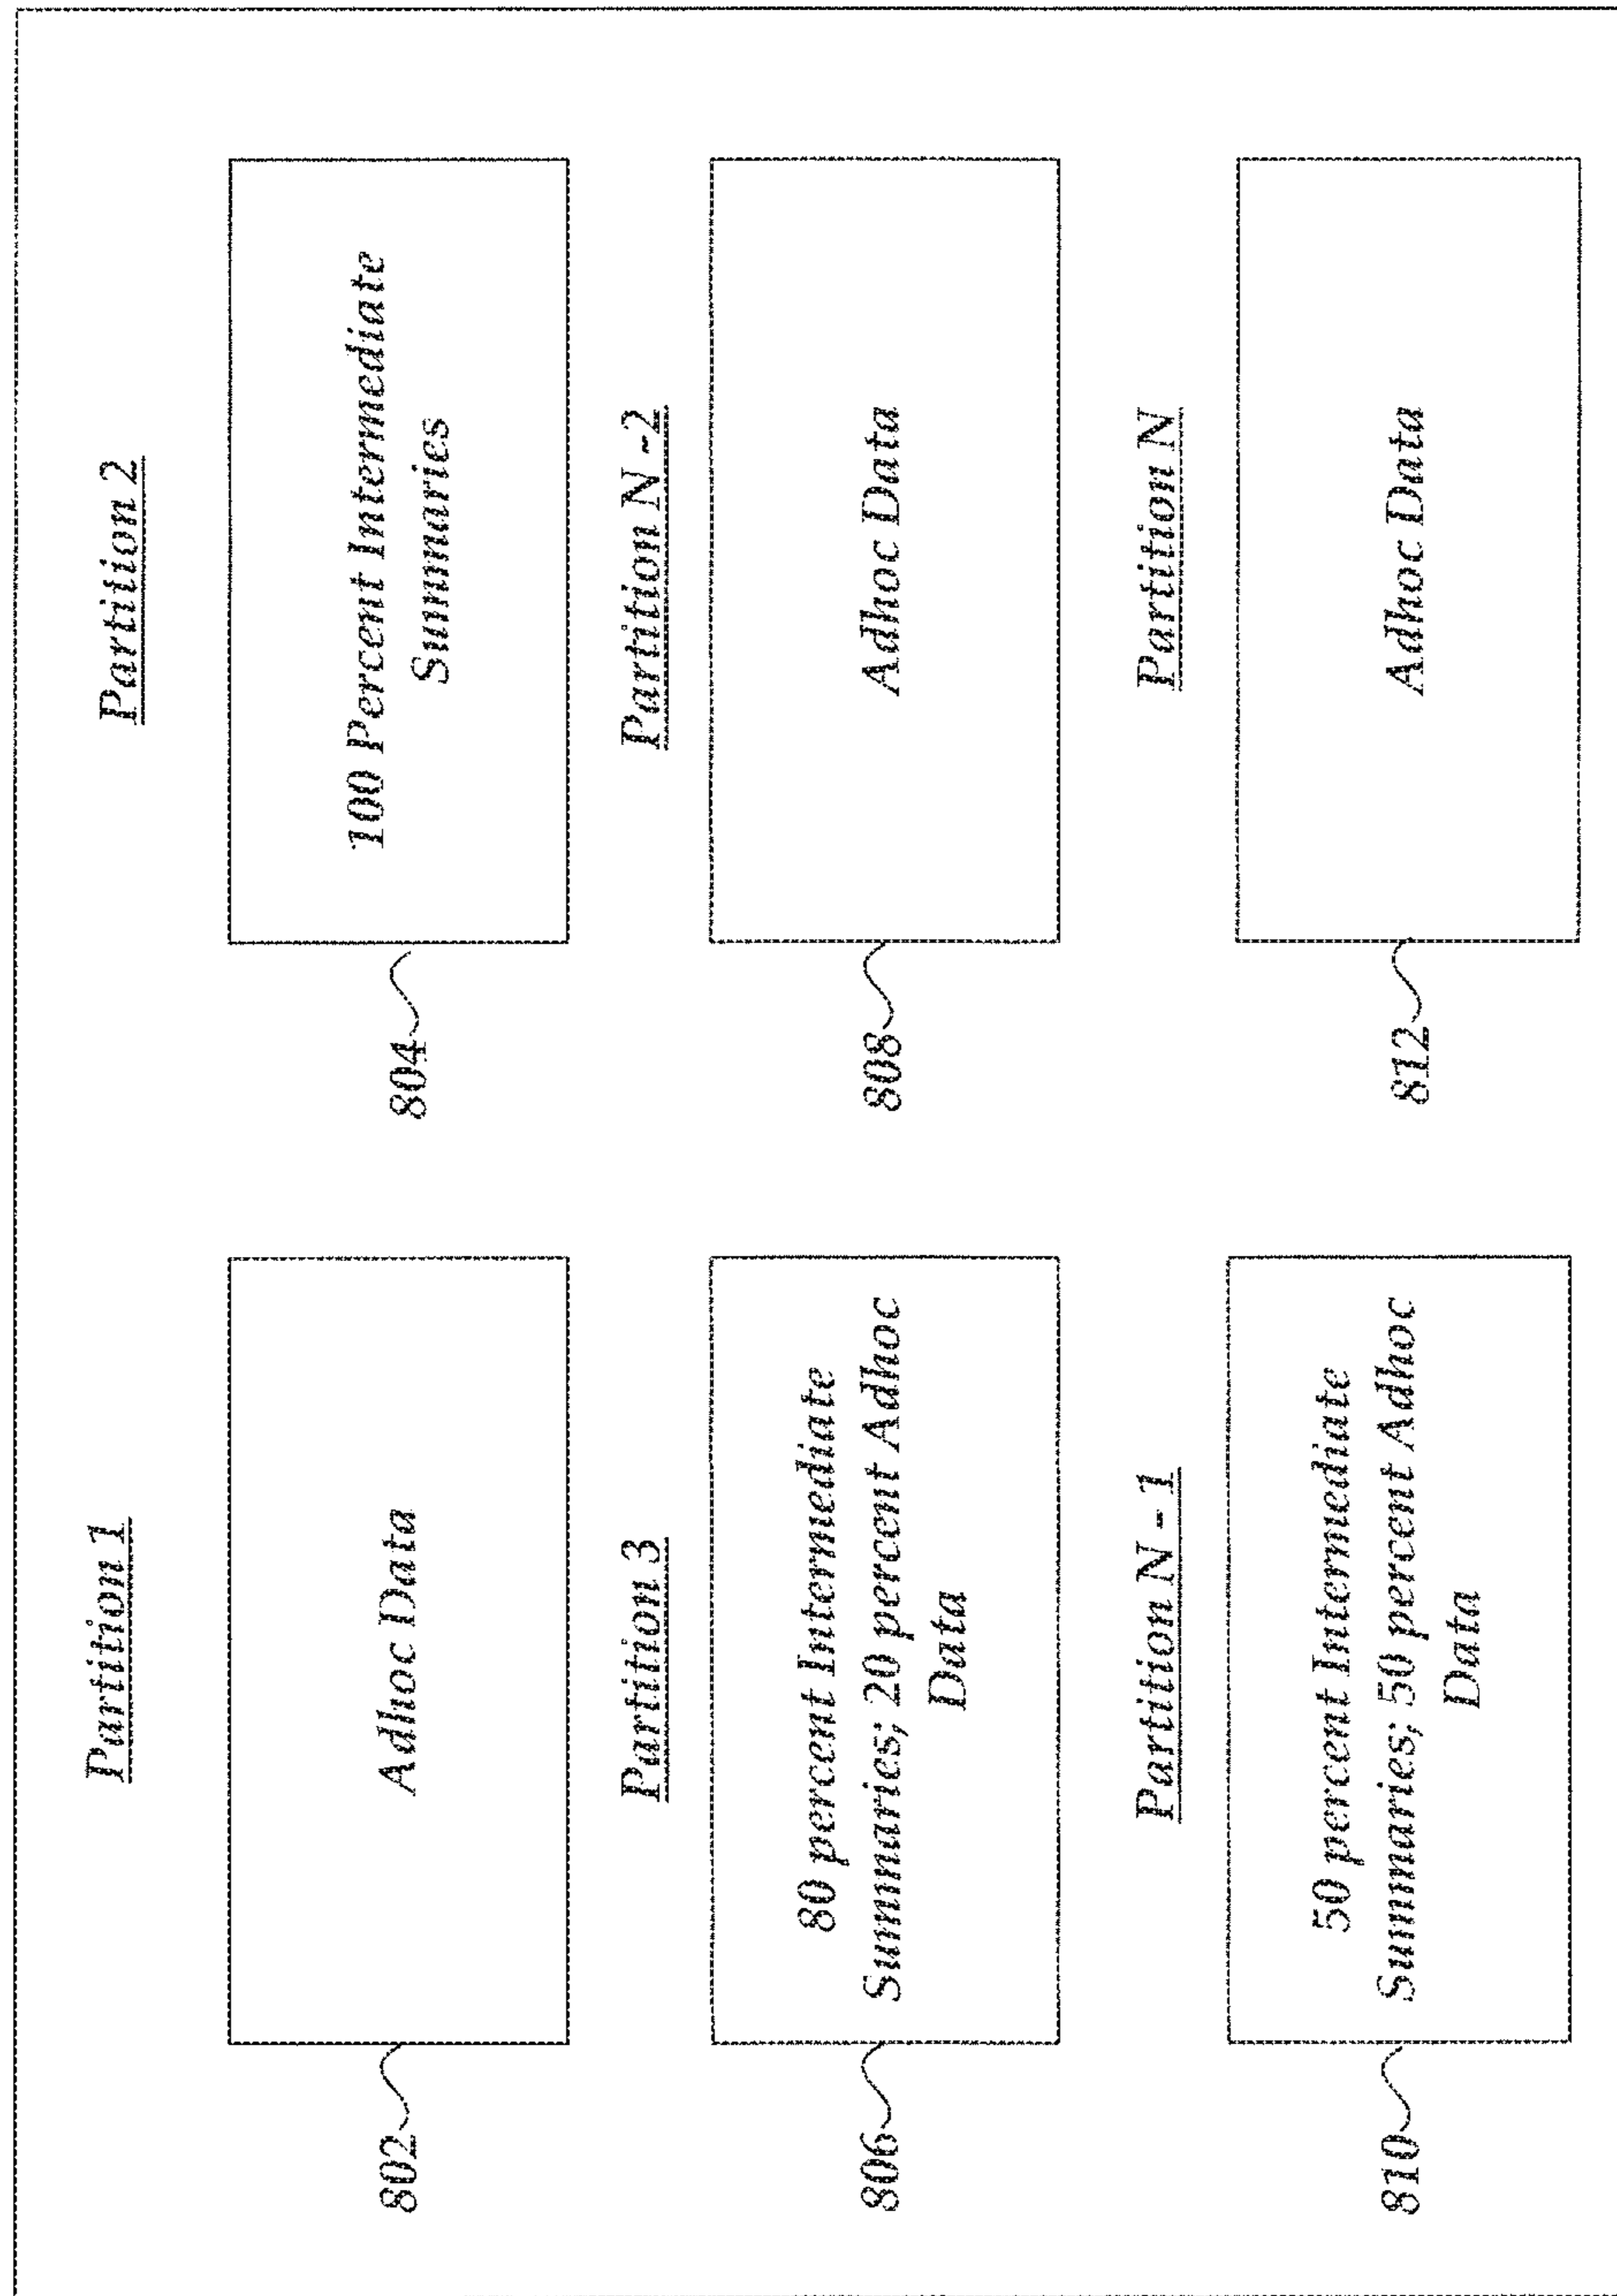 Partition 1
Partition 2
802
Adhoc Data
804
100 Percent Intermediate
Summaries
Partition 3
Partition N -2
806
80 percent Intermediate
Summaries; 20 percent Adhoc
Data
808
Adhoc Data
Partition N - 1
Partition N
810
50 percent Intermediate
Summaries; 50 percent Adhoc
Data
812
Adhoc Data